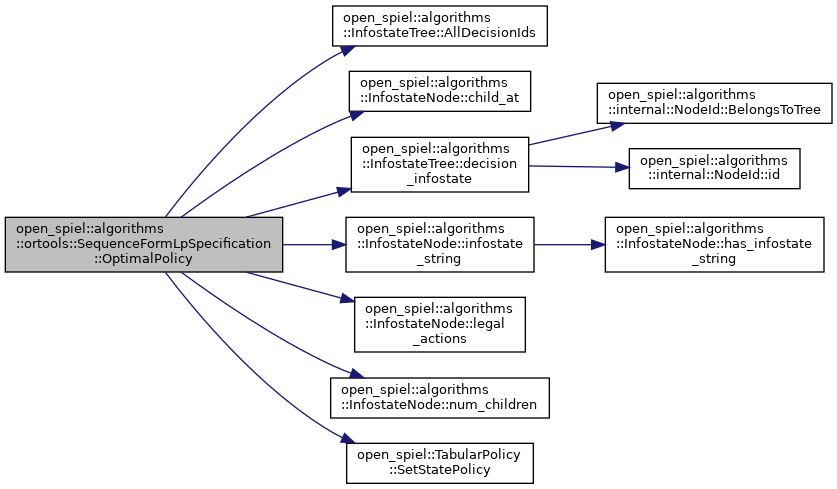 open_spiel::algorithms
::ortools::SequenceFormLpSpecification
::OptimalPolicy
open_spiel::algorithms
::InfostateTree::AllDecisionIds
open_spiel::algorithms
::InfostateNode::child_at
open_spiel::algorithms
::InfostateTree::decision
_infostate
open_spiel::algorithms
::internal::NodeId::BelongsToTree
open_spiel::algorithms
::internal::NodeId::id
open_spiel::algorithms
::InfostateNode::infostate
_string
open_spiel::algorithms
::InfostateNode::has_infostate
_string
open_spiel::algorithms
::InfostateNode::legal
_actions
open_spiel::algorithms
::InfostateNode::num_children
open_spiel::TabularPolicy
::SetStatePolicy